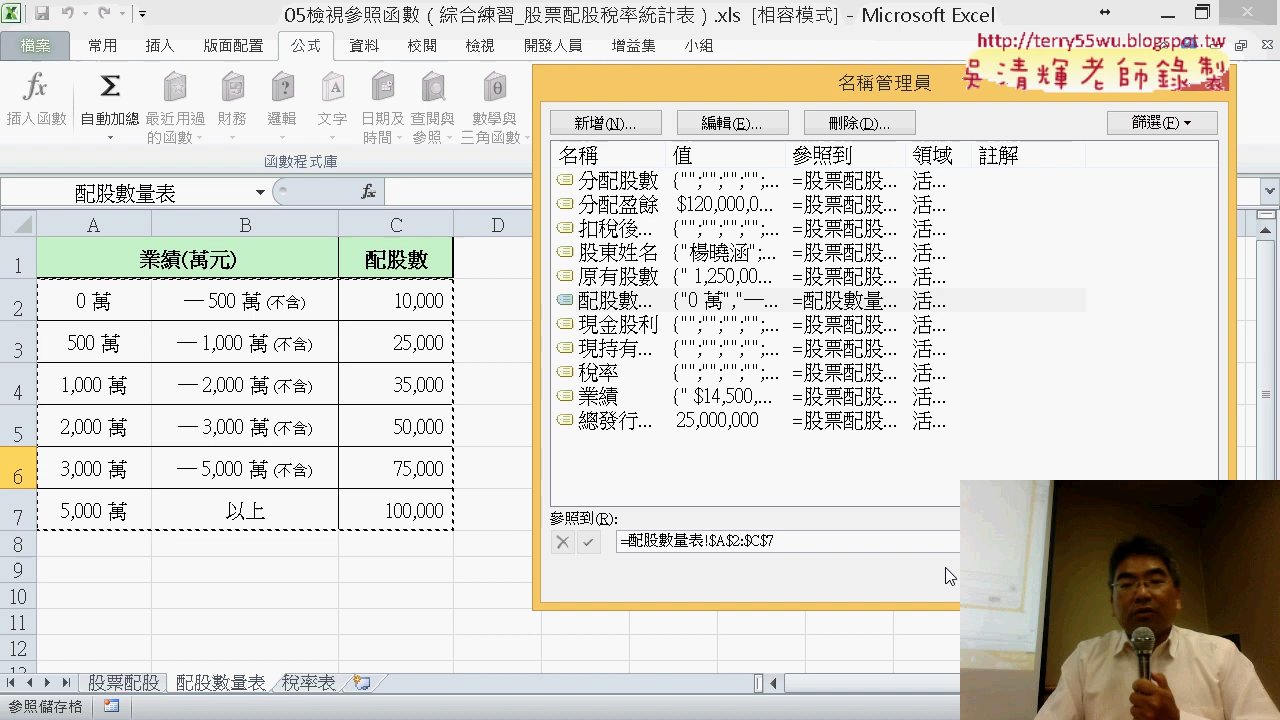 05檢視參照函數（綜合練習_股票配股稅率統計表）.xls [相容模式] - Microsoft Excel
http://terry55wu.blogspot.tw
吳清輝老師錄製
檔案 常用 插入 版面配置 公式 資料 校閱 檢視 開發人員 增益集 小組
插入函數 自動加總 最近用過的函數 財務 邏輯 文字 日期及時間 查閱與參照 數學與三角函數
函數程式庫
配股數量表 fx
A B C D
1 業績(萬元) 配股數
2 0 萬 — 500 萬 (不含) 10,000
3 500 萬 — 1,000 萬 (不含) 25,000
4 1,000 萬 — 2,000 萬 (不含) 35,000
5 2,000 萬 — 3,000 萬 (不含) 50,000
6 3,000 萬 — 5,000 萬 (不含) 75,000
7 5,000 萬 以上 100,000
8
9
10
11
12
13
名稱管理員
新增(N)... 編輯(E)... 刪除(D)... 篩選(F)
名稱 值 參照到 領域 註解
分配股數 {"";"";"";"";... =股票配股... 活...
分配盈餘 $120,000,0... =股票配股... 活...
扣稅後... {"";"";"";"";... =股票配股... 活...
股東姓名 {"楊曉涵";... =股票配股... 活...
原有股數 {" 1,250,00... =股票配股... 活...
配股數... {"0 萬","—... =配股數量... 活...
現金股利 {"";"";"";"";... =股票配股... 活...
現持有... {"";"";"";"";... =股票配股... 活...
稅率 {"";"";"";"";... =股票配股... 活...
業績 {" $14,500,... =股票配股... 活...
總發行... 25,000,000 =股票配股... 活...
參照到(R):
=配股數量表!$A$2:$C$7
股票配股 配股數量表 稅率表
參照儲存格